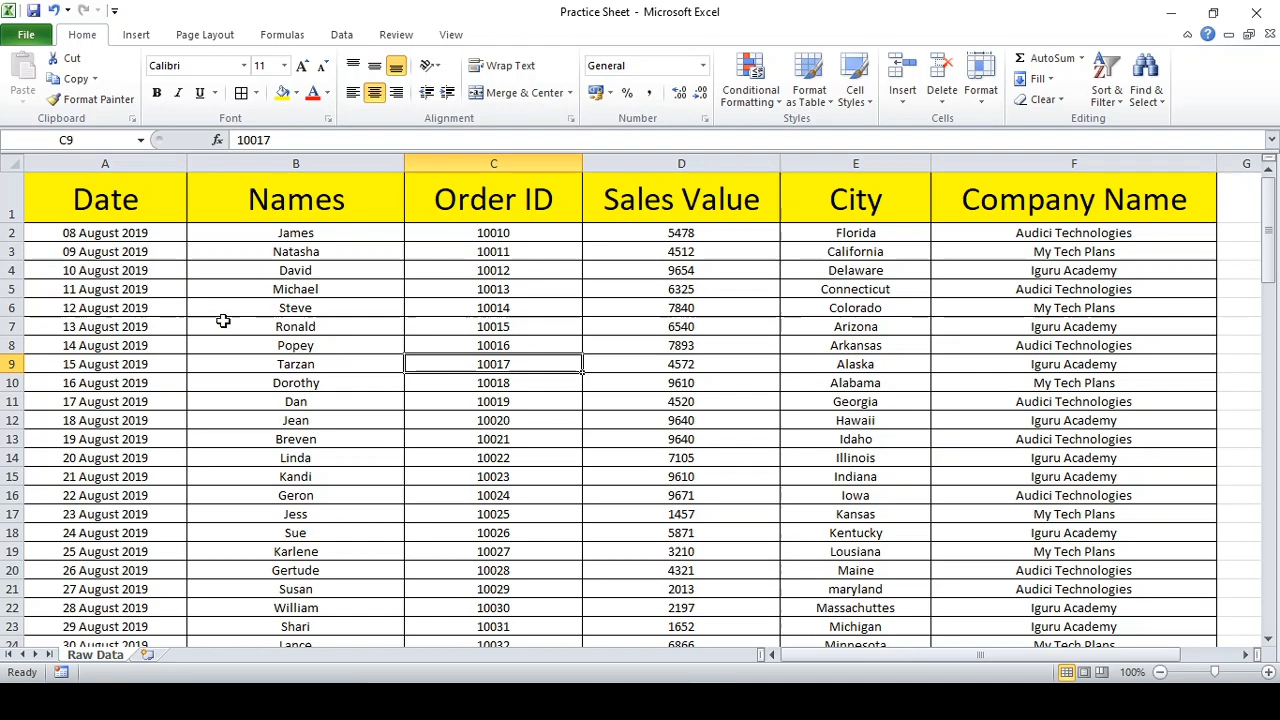 Practice Sheet - Microsoft Excel
File Home Insert Page Layout Formulas Data Review View
Cut
Copy
Format Painter
Paste
Clipboard
Calibri 11
B I U
Font
Wrap Text
Merge & Center
Alignment
General
Number
Conditional Formatting
Format as Table
Cell Styles
Styles
Insert Delete Format
Cells
AutoSum
Fill
Clear
Sort & Filter
Find & Select
Editing
C9 fx 10017
A B C D E F G
1 Date Names Order ID Sales Value City Company Name
2 08 August 2019 James 10010 5478 Florida Audici Technologies
3 09 August 2019 Natasha 10011 4512 California My Tech Plans
4 10 August 2019 David 10012 9654 Delaware Iguru Academy
5 11 August 2019 Michael 10013 6325 Connecticut Audici Technologies
6 12 August 2019 Steve 10014 7840 Colorado My Tech Plans
7 13 August 2019 Ronald 10015 6540 Arizona Iguru Academy
8 14 August 2019 Popey 10016 7893 Arkansas Audici Technologies
9 15 August 2019 Tarzan 10017 4572 Alaska Iguru Academy
10 16 August 2019 Dorothy 10018 9610 Alabama My Tech Plans
11 17 August 2019 Dan 10019 4520 Georgia Audici Technologies
12 18 August 2019 Jean 10020 9640 Hawaii Iguru Academy
13 19 August 2019 Breven 10021 9640 Idaho Audici Technologies
14 20 August 2019 Linda 10022 7105 Illinois Iguru Academy
15 21 August 2019 Kandi 10023 9610 Indiana My Tech Plans
16 22 August 2019 Geron 10024 9671 Iowa Audici Technologies
17 23 August 2019 Jess 10025 1457 Kansas My Tech Plans
18 24 August 2019 Sue 10026 5871 Kentucky Iguru Academy
19 25 August 2019 Karlene 10027 3210 Lousiana My Tech Plans
20 26 August 2019 Gertude 10028 4321 Maine Audici Technologies
21 27 August 2019 Susan 10029 2013 maryland Audici Technologies
22 28 August 2019 William 10030 2197 Massachuttes Iguru Academy
23 29 August 2019 Shari 10031 1652 Michigan Iguru Academy
24 30 August 2019 Lance 10032 6866 Minnesota My Tech Plans
Raw Data
Ready 100%